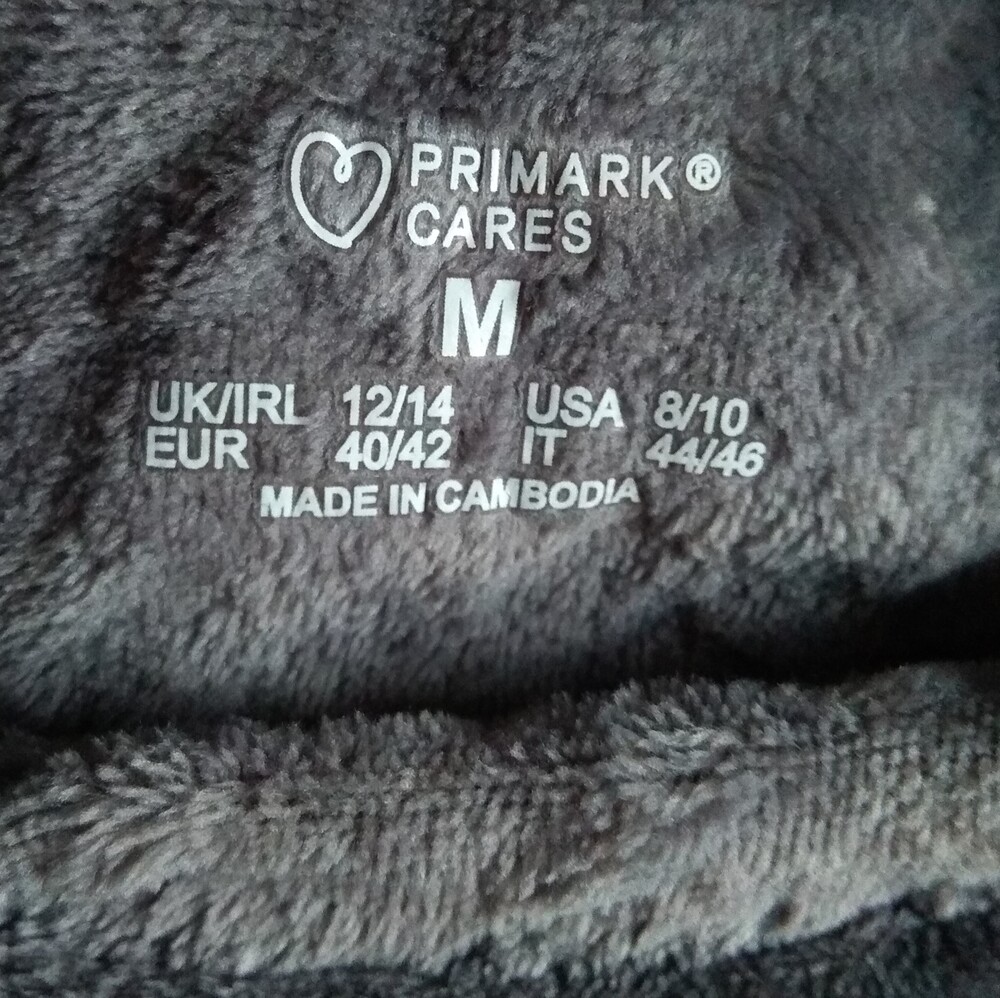 PRIMARK®
CARES
M
UK/IRL 12/14 USA 8/10
EUR 40/42 IT 44/46
MADE IN CAMBODIA